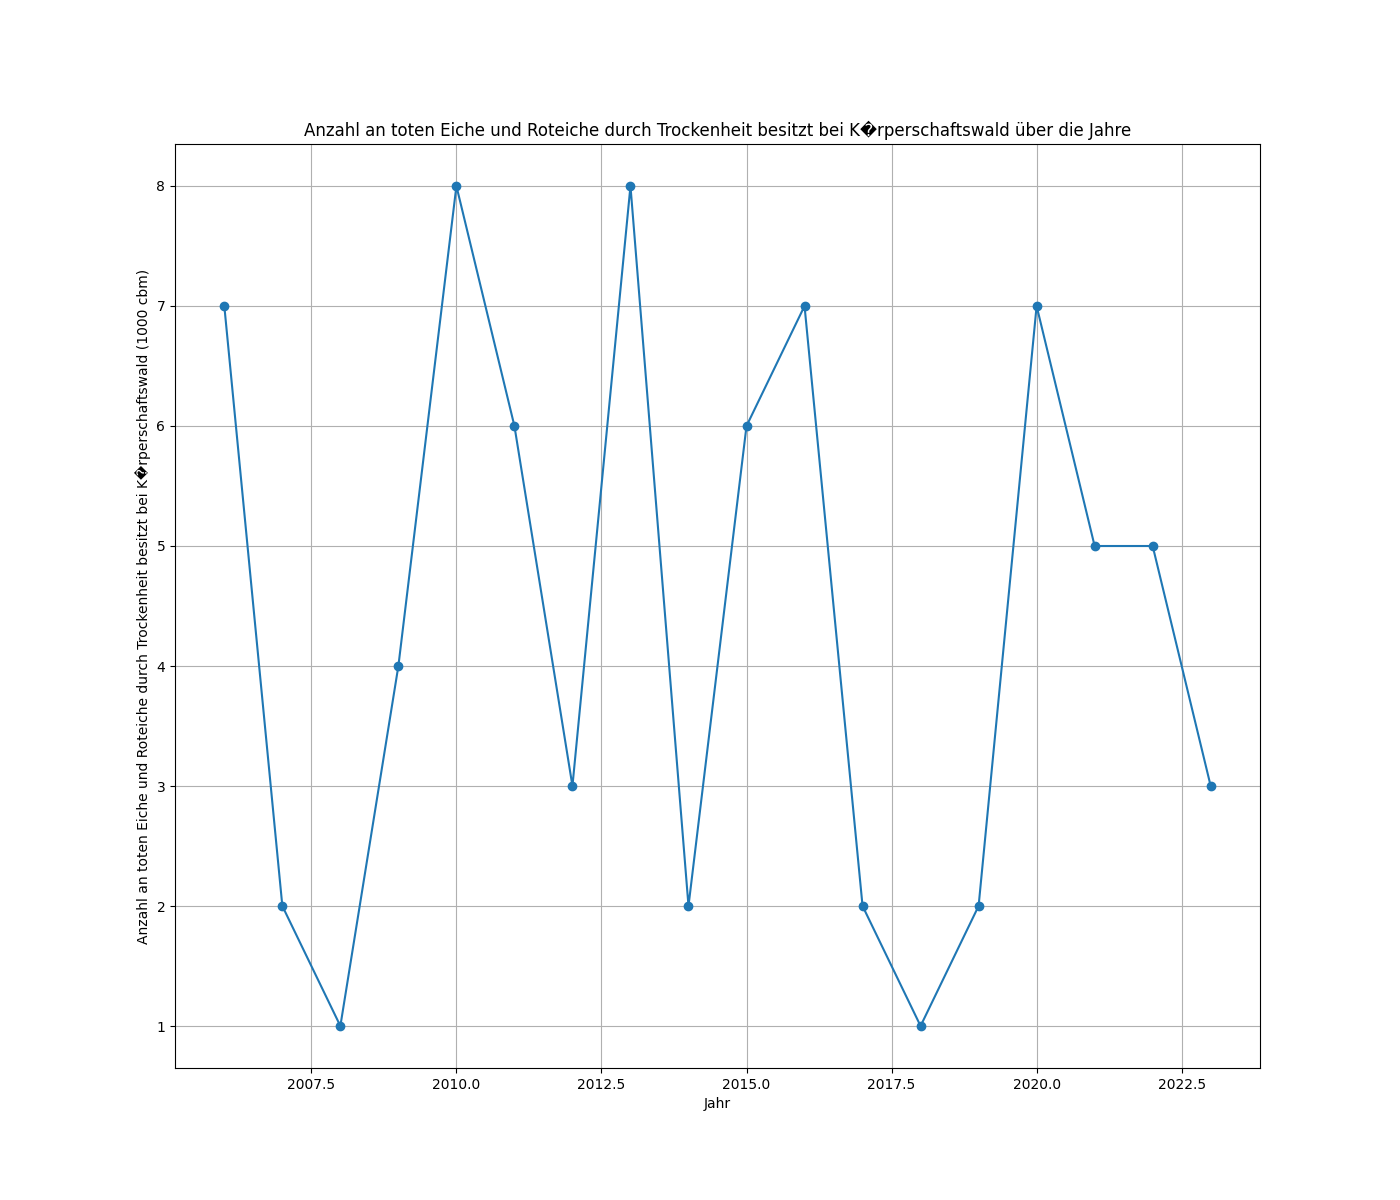 Anzahl an toten Eiche und Roteiche durch Trockenheit besitzt bei K�rperschaftswald über die Jahre
Anzahl an toten Eiche und Roteiche durch Trockenheit besitzt bei K�rperschaftswald (1000 cbm)
8
7
6
5
4
3
2
1
2007.5 2010.0 2012.5 2015.0 2017.5 2020.0 2022.5
Jahr